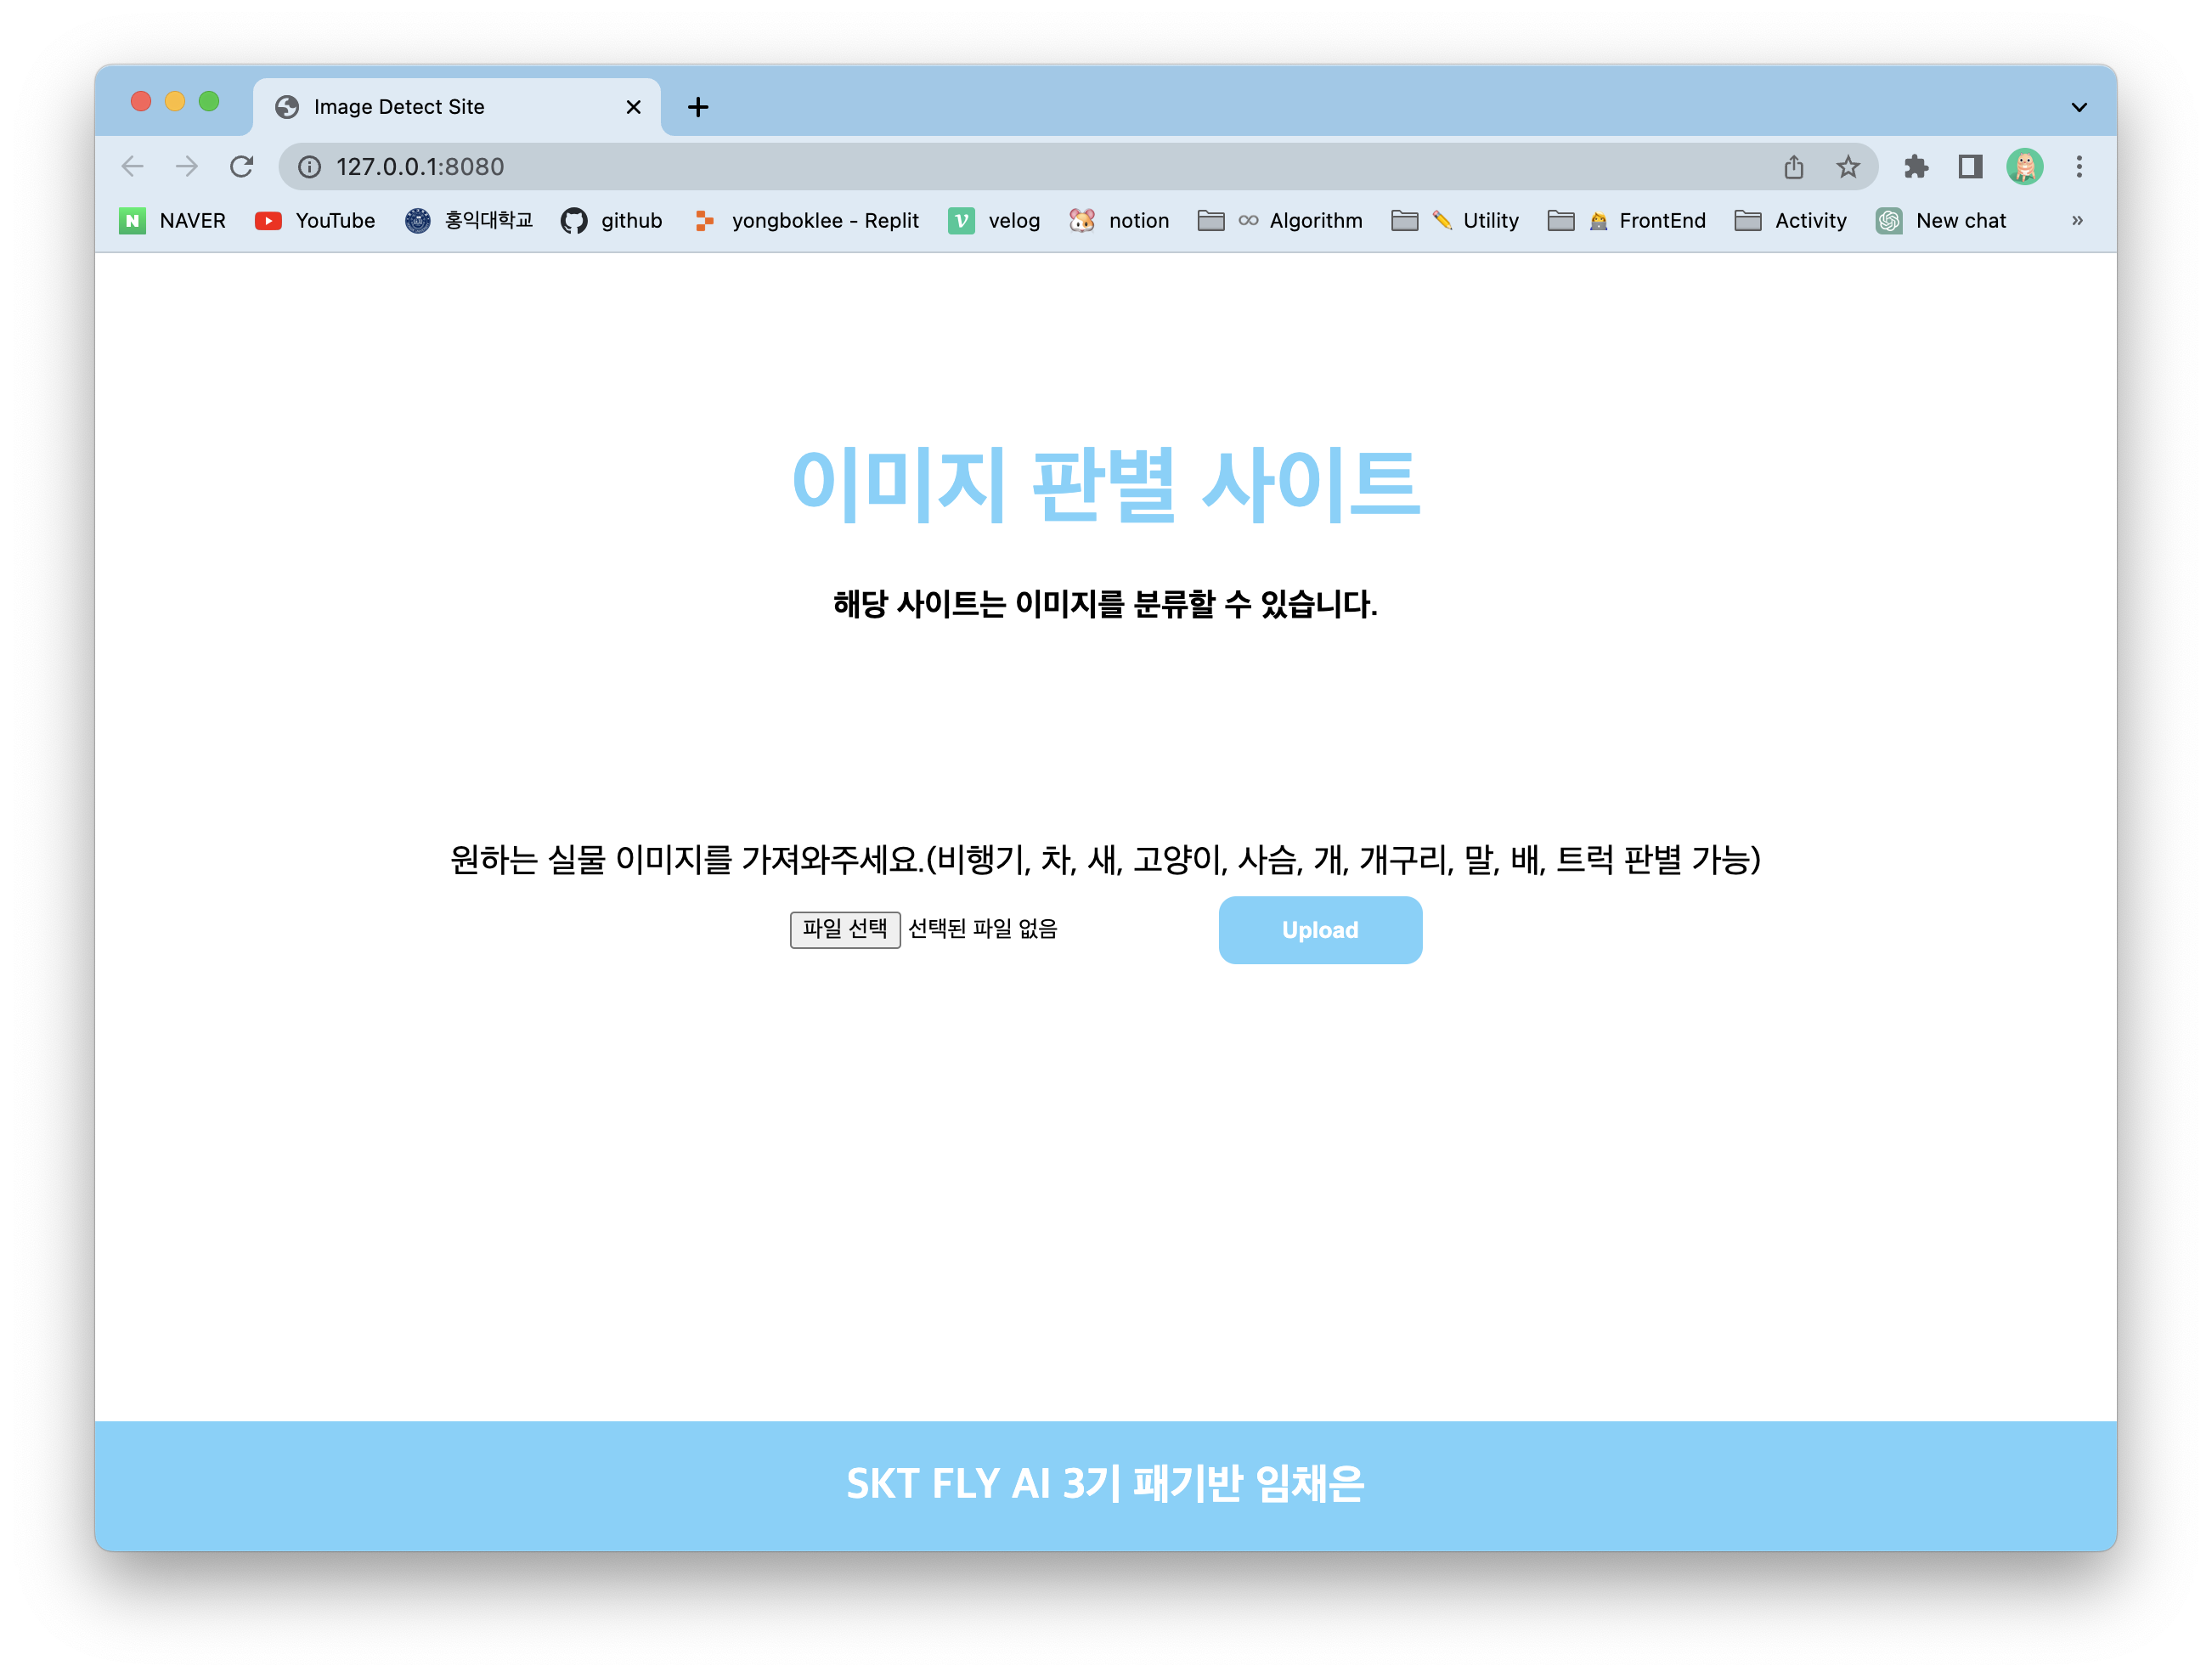 Image Detect Site
127.0.0.1:8080
N NAVER YouTube 홍익대학교 github yongboklee - Replit velog notion Algorithm Utility FrontEnd Activity New chat »
이미지 판별 사이트
해당 사이트는 이미지를 분류할 수 있습니다.
원하는 실물 이미지를 가져와주세요.(비행기, 차, 새, 고양이, 사슴, 개, 개구리, 말, 배, 트럭 판별 가능)
파일 선택 선택된 파일 없음 Upload
SKT FLY AI 3기 패기반 임채은